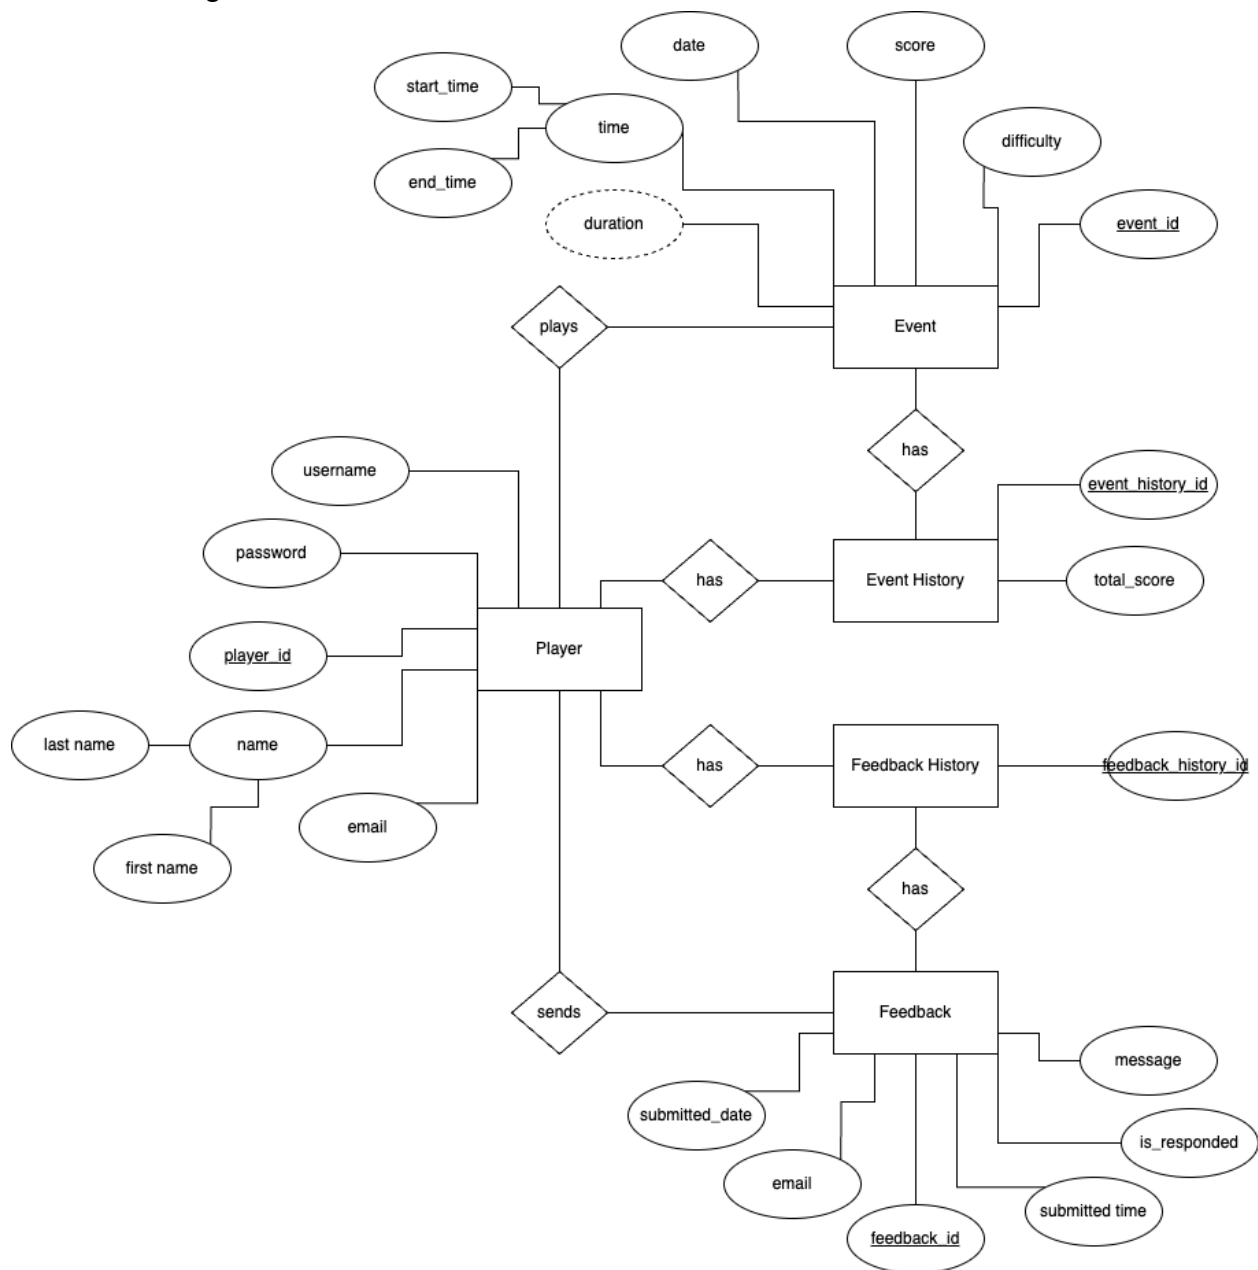 date
score
start_time
time
difficulty
end_time
duration
event_id
plays
Event
has
username
event_history_id
password
has
Event History
total_score
player_id
Player
last name
name
has
Feedback History
feedback_history_id
email
first name
has
sends
Feedback
message
submitted_date
is_responded
email
submitted time
feedback_id